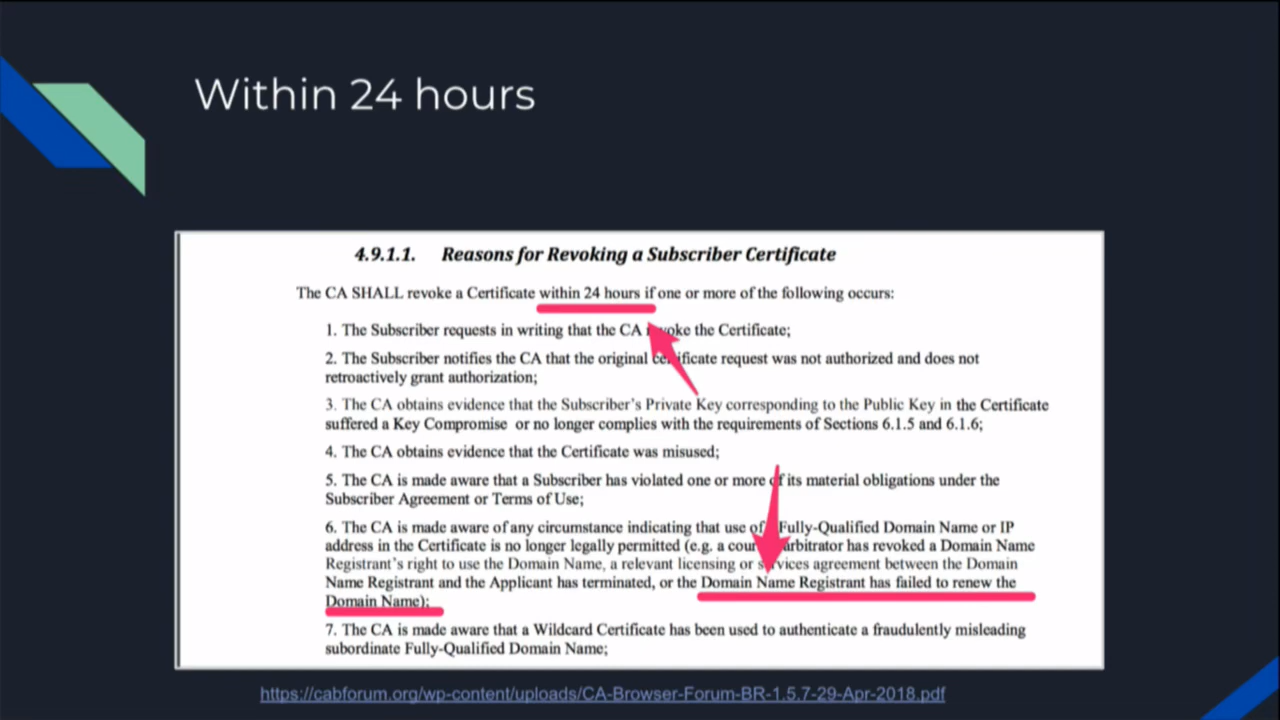 Within 24 hours
4.9.1.1. Reasons for Revoking a Subscriber Certificate
The CA SHALL revoke a Certificate within 24 hours if one or more of the following occurs:
1. The Subscriber requests in writing that the CA revoke the Certificate;
2. The Subscriber notifies the CA that the original certificate request was not authorized and does not
retroactively grant authorization;
3. The CA obtains evidence that the Subscriber's Private Key corresponding to the Public Key in the Certificate
suffered a Key Compromise or no longer complies with the requirements of Sections 6.1.5 and 6.1.6;
4. The CA obtains evidence that the Certificate was misused;
5. The CA is made aware that a Subscriber has violated one or more of its material obligations under the
Subscriber Agreement or Terms of Use;
6. The CA is made aware of any circumstance indicating that use of Fully-Qualified Domain Name or IP
address in the Certificate is no longer legally permitted (e.g. a court arbitrator has revoked a Domain Name
Registrant's right to use the Domain Name, a relevant licensing or services agreement between the Domain
Name Registrant and the Applicant has terminated, or the Domain Name Registrant has failed to renew the
Domain Name);
7. The CA is made aware that a Wildcard Certificate has been used to authenticate a fraudulently misleading
subordinate Fully-Qualified Domain Name;
https://cabforum.org/wp-content/uploads/CA-Browser-Forum-BR-1.5.7-29-Apr-2018.pdf